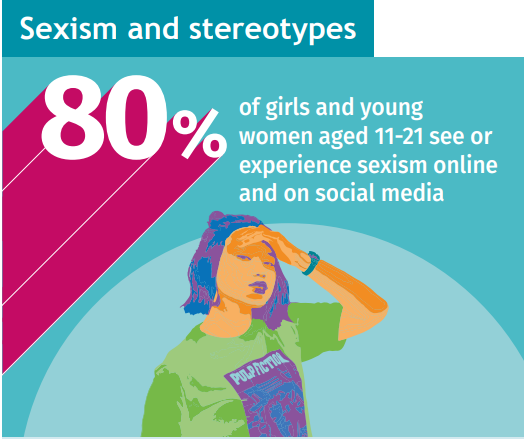 Sexism and stereotypes
80%
of girls and young
women aged 11-21 see or
experience sexism online
and on social media
PULP FICTION